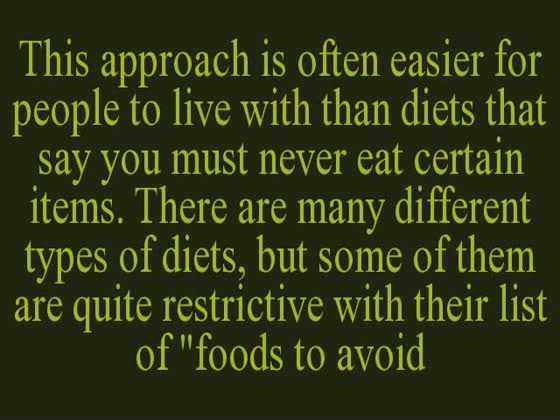 This approach is often easier for
people to live with than diets that
say you must never eat certain
items. There are many different
types of diets, but some of them
are quite restrictive with their list
of "foods to avoid